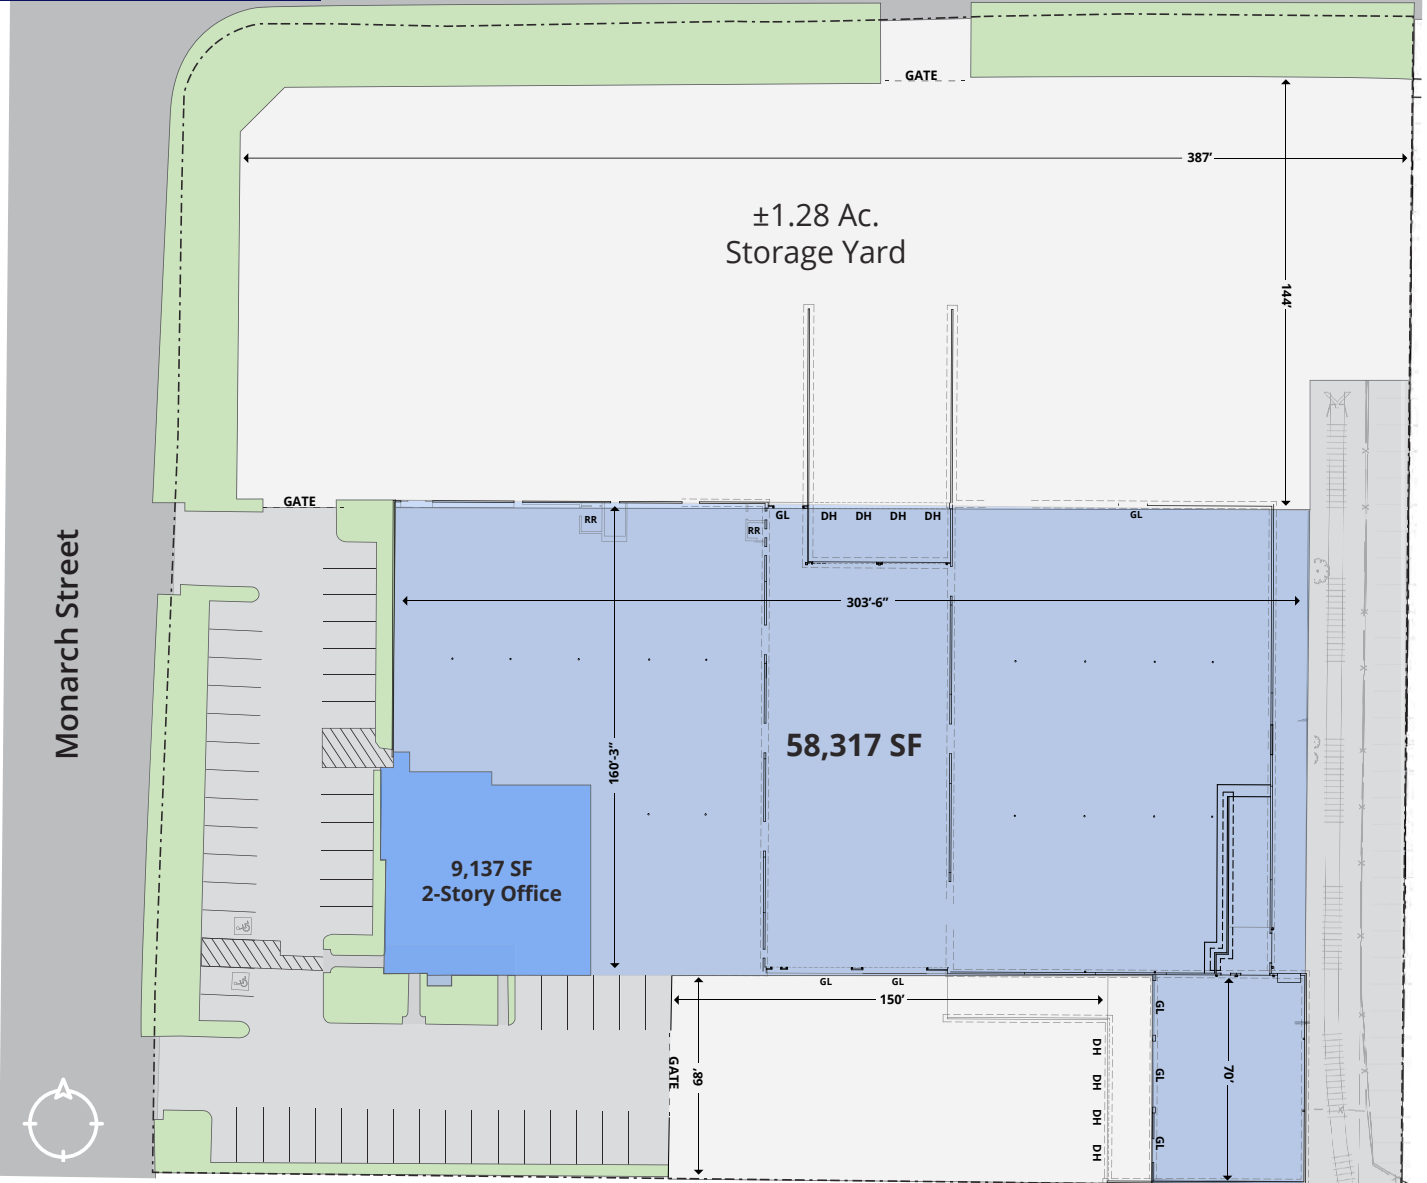 GATE
387’
±1.28 Ac.
Storage Yard
144’
GATE
RR
RR
GL
DH
DH
DH
DH
GL
303’-6”
Monarch Street
160’-3”
58,317 SF
9,137 SF
2-Story Office
GL
GL
150’
GATE
68’
DH
DH
DH
DH
GL
GL
GL
70’